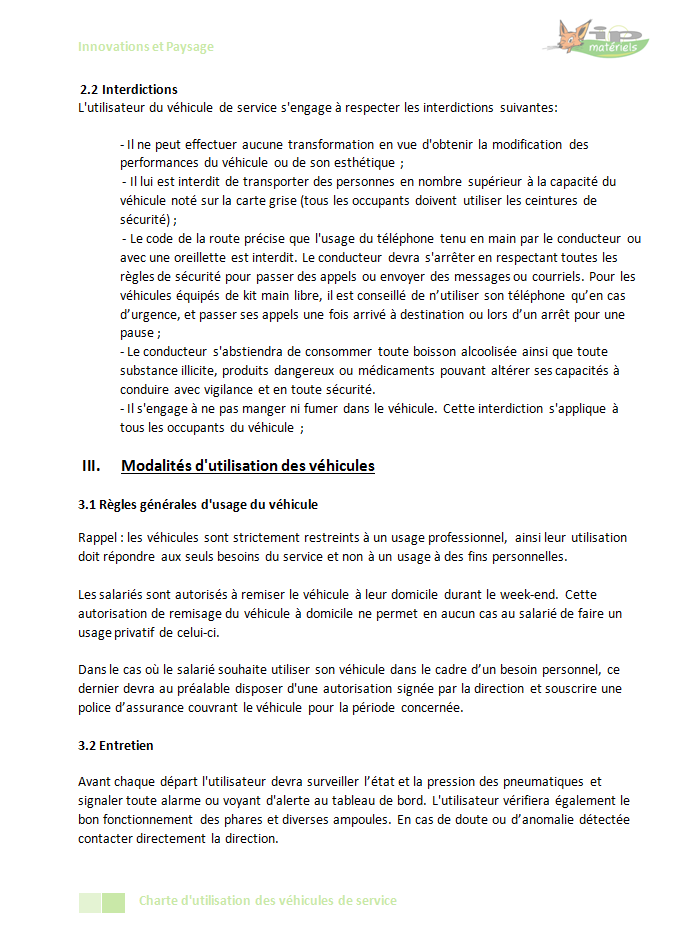 Innovations et Paysage
ip
matériels
2.2 Interdictions
L'utilisateur du véhicule de service s'engage à respecter les interdictions suivantes:
- Il ne peut effectuer aucune transformation en vue d'obtenir la modification des
performances du véhicule ou de son esthétique ;
- Il lui est interdit de transporter des personnes en nombre supérieur à la capacité du
véhicule noté sur la carte grise (tous les occupants doivent utiliser les ceintures de
sécurité) ;
- Le code de la route précise que l'usage du téléphone tenu en main par le conducteur ou
avec une oreillette est interdit. Le conducteur devra s'arrêter en respectant toutes les
règles de sécurité pour passer des appels ou envoyer des messages ou courriels. Pour les
véhicules équipés de kit main libre, il est conseillé de n’utiliser son téléphone qu’en cas
d’urgence, et passer ses appels une fois arrivé à destination ou lors d’un arrêt pour une
pause ;
- Le conducteur s'abstiendra de consommer toute boisson alcoolisée ainsi que toute
substance illicite, produits dangereux ou médicaments pouvant altérer ses capacités à
conduire avec vigilance et en toute sécurité.
- Il s'engage à ne pas manger ni fumer dans le véhicule. Cette interdiction s'applique à
tous les occupants du véhicule ;
III. Modalités d'utilisation des véhicules
3.1 Règles générales d'usage du véhicule
Rappel : les véhicules sont strictement restreints à un usage professionnel, ainsi leur utilisation
doit répondre aux seuls besoins du service et non à un usage à des fins personnelles.
Les salariés sont autorisés à remiser le véhicule à leur domicile durant le week-end. Cette
autorisation de remisage du véhicule à domicile ne permet en aucun cas au salarié de faire un
usage privatif de celui-ci.
Dans le cas où le salarié souhaite utiliser son véhicule dans le cadre d’un besoin personnel, ce
dernier devra au préalable disposer d'une autorisation signée par la direction et souscrire une
police d’assurance couvrant le véhicule pour la période concernée.
3.2 Entretien
Avant chaque départ l'utilisateur devra surveiller l’état et la pression des pneumatiques et
signaler toute alarme ou voyant d'alerte au tableau de bord. L'utilisateur vérifiera également le
bon fonctionnement des phares et diverses ampoules. En cas de doute ou d’anomalie détectée
contacter directement la direction.
Charte d'utilisation des véhicules de service